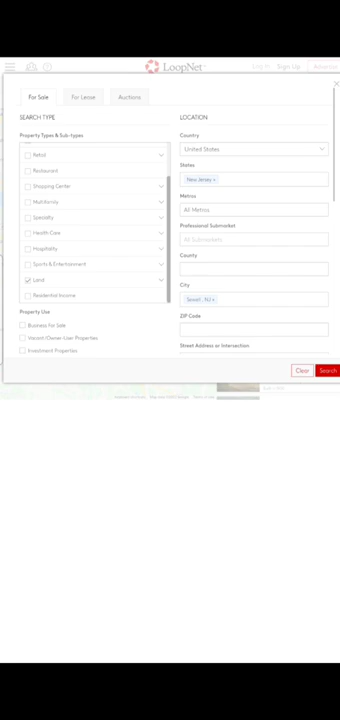 LoopNet
Log In Sign Up Advanced
For Sale For Lease Auctions
SEARCH TYPE
Property Types & Sub-types
Retail
Restaurant
Shopping Center
Multifamily
Specialty
Health Care
Hospitality
Sports & Entertainment
Land
Residential Income
Property Use
Business For Sale
Vacant/Owner-User Properties
Investment Properties
LOCATION
Country
United States
States
New Jersey ×
Metros
All Metros
Professional Submarket
All Submarkets
County
City
Sewell , NJ ×
ZIP Code
Street Address or Intersection
Clear Search